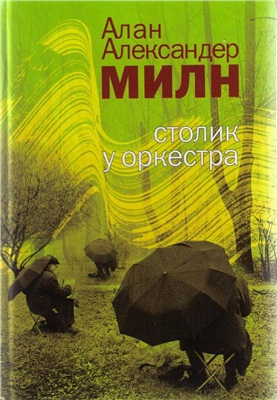 Алан
Александер
МИЛН
столик
у оркестра